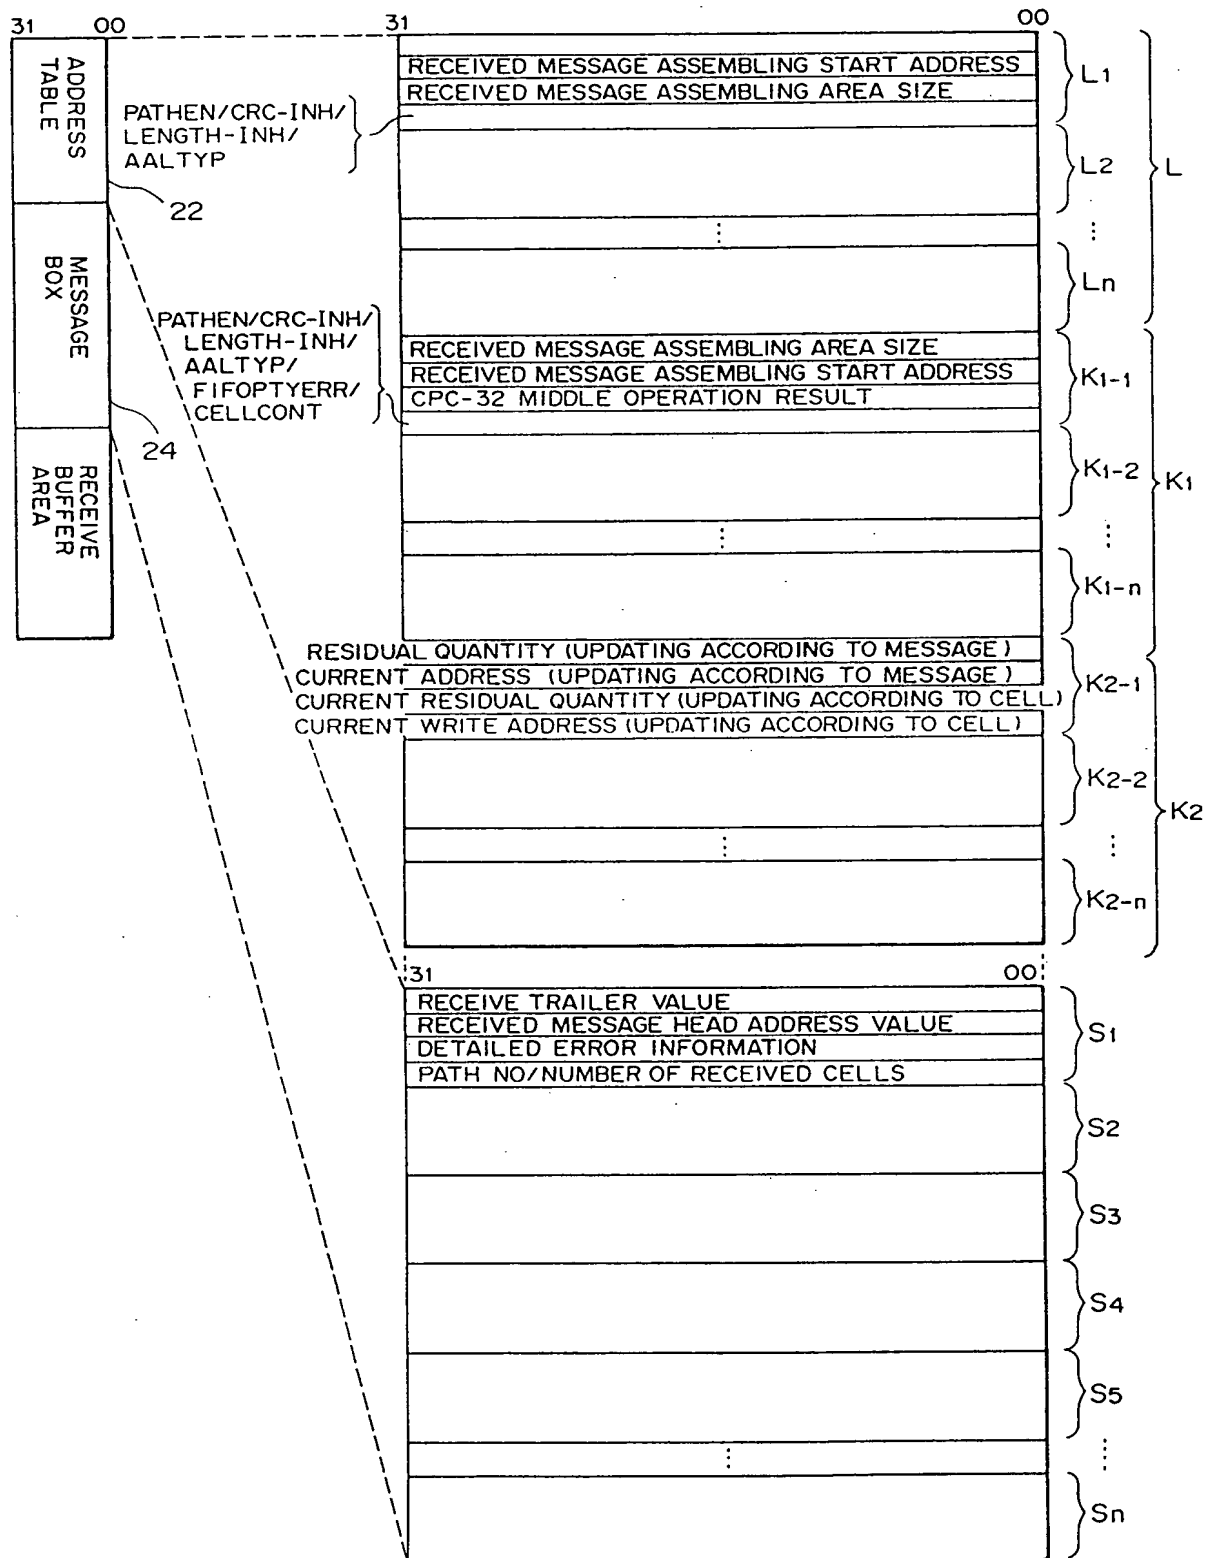 31 00
31 00
ADDRESS
TABLE
22
MESSAGE
BOX
24
RECEIVE
BUFFER
AREA
RECEIVED MESSAGE ASSEMBLING START ADDRESS
RECEIVED MESSAGE ASSEMBLING AREA SIZE
PATHEN/CRC-INH/
LENGTH-INH/
AALTYP
L1
L2
⋮
Ln
L
PATHEN/CRC-INH/
LENGTH-INH/
AALTYP/
FIFOPTYERR/
CELLCONT
RECEIVED MESSAGE ASSEMBLING AREA SIZE
RECEIVED MESSAGE ASSEMBLING START ADDRESS
CPC-32 MIDDLE OPERATION RESULT
K1-1
K1-2
⋮
K1-n
K1
RESIDUAL QUANTITY (UPDATING ACCORDING TO MESSAGE)
CURRENT ADDRESS (UPDATING ACCORDING TO MESSAGE)
CURRENT RESIDUAL QUANTITY (UPDATING ACCORDING TO CELL)
CURRENT WRITE ADDRESS (UPDATING ACCORDING TO CELL)
K2-1
K2-2
⋮
K2-n
K2
31 00
RECEIVE TRAILER VALUE
RECEIVED MESSAGE HEAD ADDRESS VALUE
DETAILED ERROR INFORMATION
PATH NO/NUMBER OF RECEIVED CELLS
S1
S2
S3
S4
S5
⋮
Sn